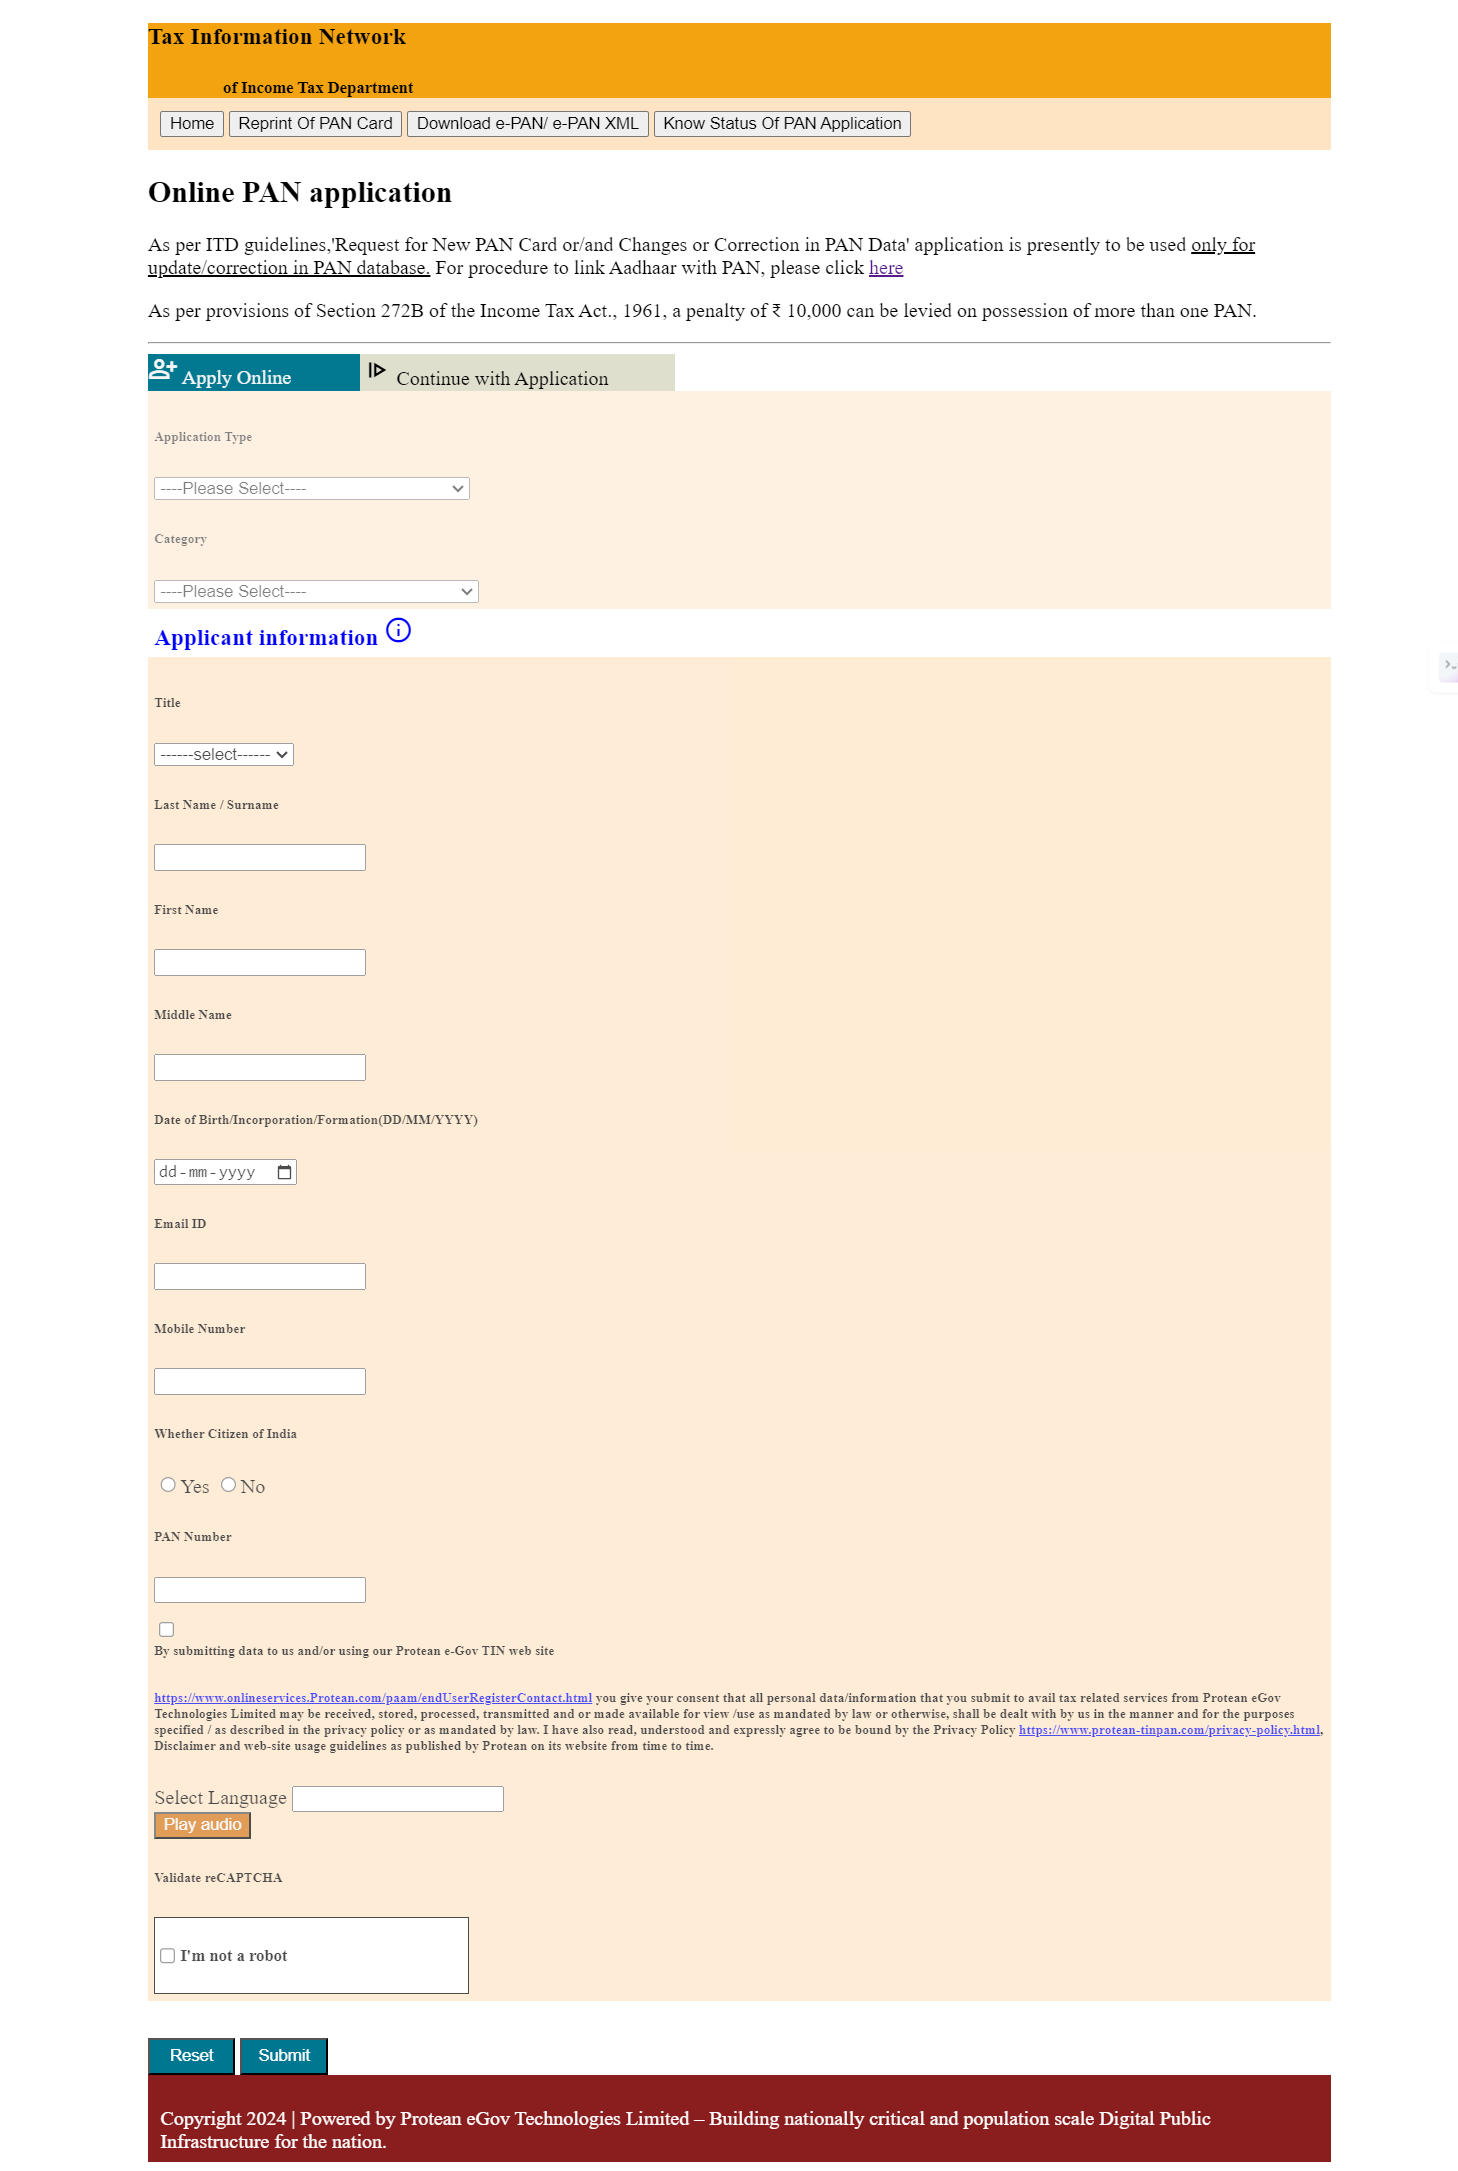 Tax Information Network
of Income Tax Department
Home Reprint Of PAN Card Download e-PAN/ e-PAN XML Know Status Of PAN Application
Online PAN application
As per ITD guidelines,'Request for New PAN Card or/and Changes or Correction in PAN Data' application is presently to be used only for
update/correction in PAN database. For procedure to link Aadhaar with PAN, please click here
As per provisions of Section 272B of the Income Tax Act., 1961, a penalty of ₹ 10,000 can be levied on possession of more than one PAN.
Apply Online Continue with Application
Application Type
----Please Select----
Category
----Please Select----
Applicant information
Title
------select------
Last Name / Surname
First Name
Middle Name
Date of Birth/Incorporation/Formation(DD/MM/YYYY)
dd-mm-yyyy
Email ID
Mobile Number
Whether Citizen of India
Yes No
PAN Number
By submitting data to us and/or using our Protean e-Gov TIN web site
https://www.onlineservices.Protean.com/paam/endUserRegisterContact.html you give your consent that all personal data/information that you submit to avail tax related services from Protean eGov
Technologies Limited may be received, stored, processed, transmitted and or made available for view /use as mandated by law or otherwise, shall be dealt with by us in the manner and for the purposes
specified / as described in the privacy policy or as mandated by law. I have also read, understood and expressly agree to be bound by the Privacy Policy https://www.protean-tinpan.com/privacy-policy.html,
Disclaimer and web-site usage guidelines as published by Protean on its website from time to time.
Select Language
Play audio
Validate reCAPTCHA
I'm not a robot
Reset Submit
Copyright 2024 | Powered by Protean eGov Technologies Limited – Building nationally critical and population scale Digital Public
Infrastructure for the nation.